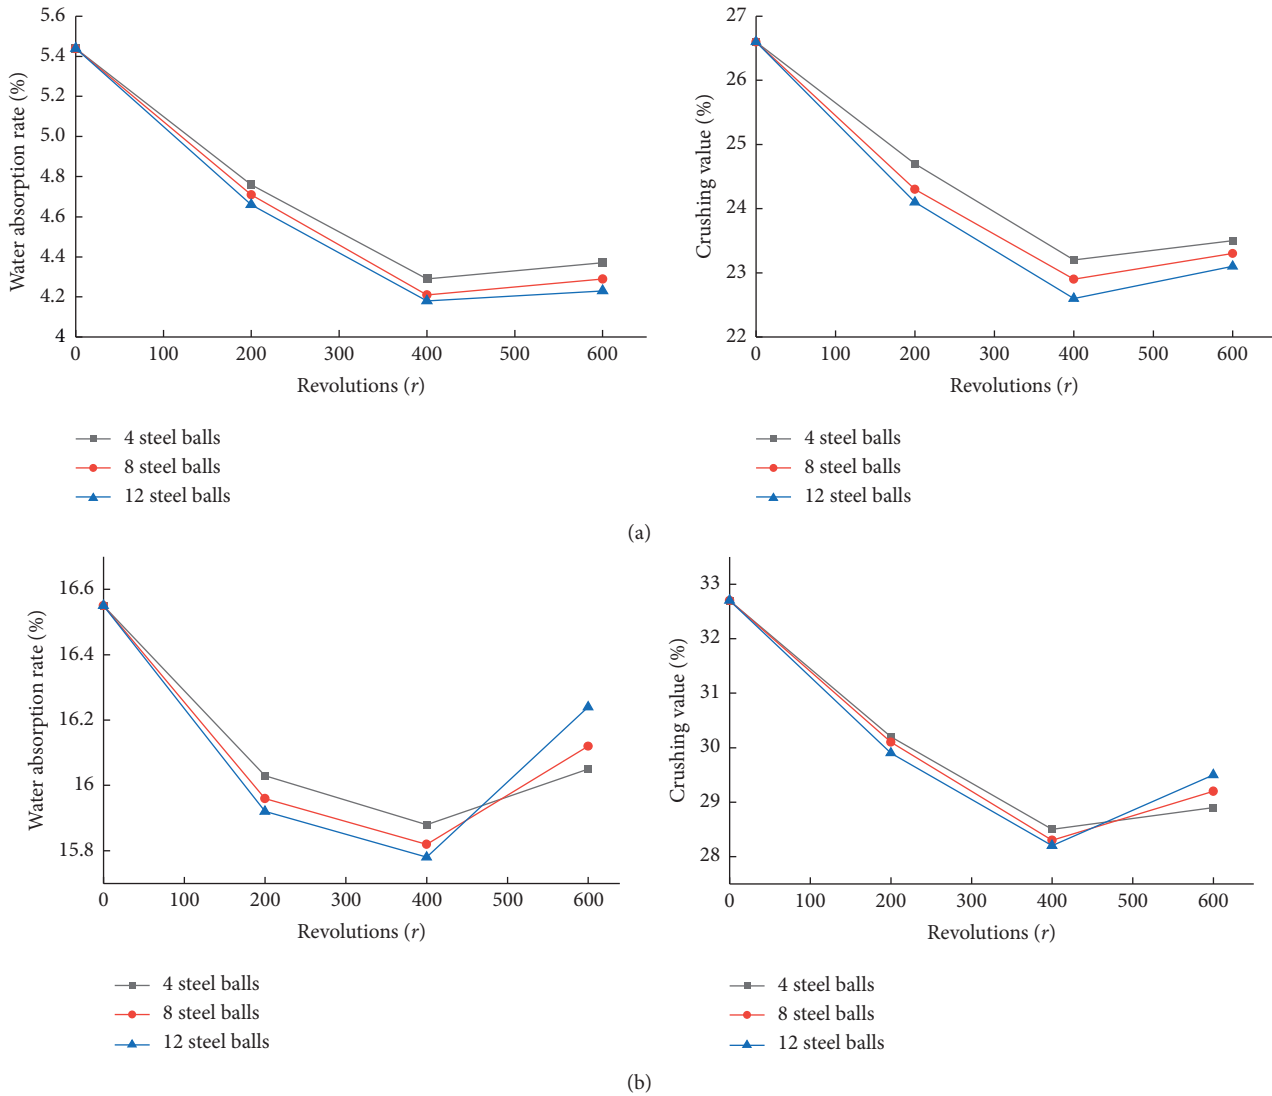 Water absorption rate (%)
5.6
5.4
5.2
5.0
4.8
4.6
4.4
4.2
4
0 100 200 300 400 500 600
Revolutions (r)
4 steel balls
8 steel balls
12 steel balls
Crushing value (%)
27
26
25
24
23
22
0 100 200 300 400 500 600
Revolutions (r)
4 steel balls
8 steel balls
12 steel balls
(a)
Water absorption rate (%)
16.6
16.4
16.2
16
15.8
0 100 200 300 400 500 600
Revolutions (r)
4 steel balls
8 steel balls
12 steel balls
Crushing value (%)
33
32
31
30
29
28
0 100 200 300 400 500 600
Revolutions (r)
4 steel balls
8 steel balls
12 steel balls
(b)